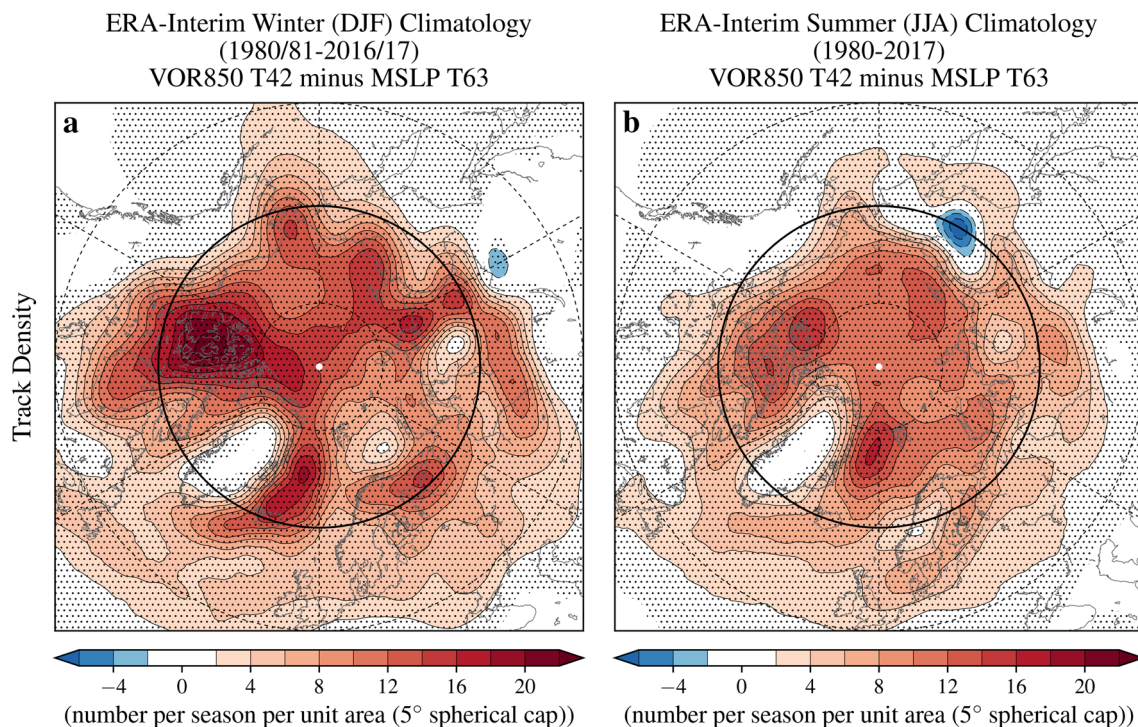 ERA-Interim Winter (DJF) Climatology
(1980/81-2016/17)
VOR850 T42 minus MSLP T63
ERA-Interim Summer (JJA) Climatology
(1980-2017)
VOR850 T42 minus MSLP T63
a
b
Track Density
−4 0 4 8 12 16 20
(number per season per unit area (5° spherical cap))
−4 0 4 8 12 16 20
(number per season per unit area (5° spherical cap))